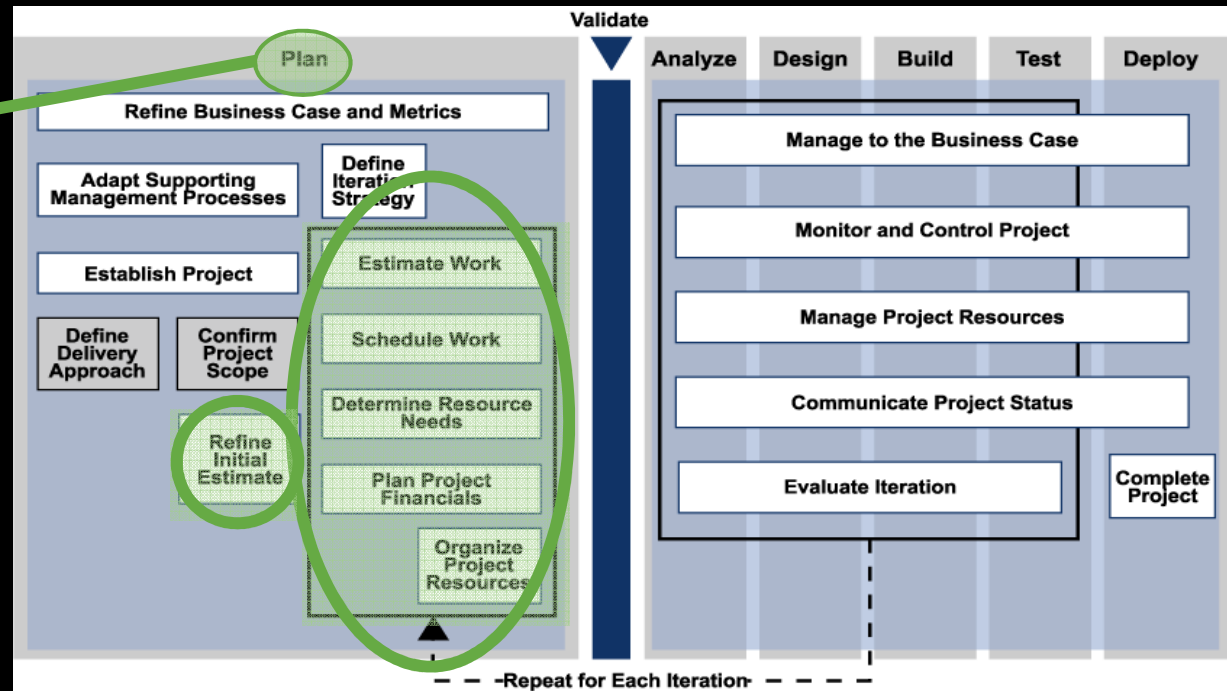 Validate
Plan
Analyze
Design
Build
Test
Deploy
Refine Business Case and Metrics
Adapt Supporting
Management Processes
Define
Iteration
Strategy
Establish Project
Define
Delivery
Approach
Confirm
Project
Scope
Refine
Initial
Estimate
Estimate Work
Schedule Work
Determine Resource
Needs
Plan Project
Financials
Organize
Project
Resources
Manage to the Business Case
Monitor and Control Project
Manage Project Resources
Communicate Project Status
Evaluate Iteration
Complete
Project
Repeat for Each Iteration